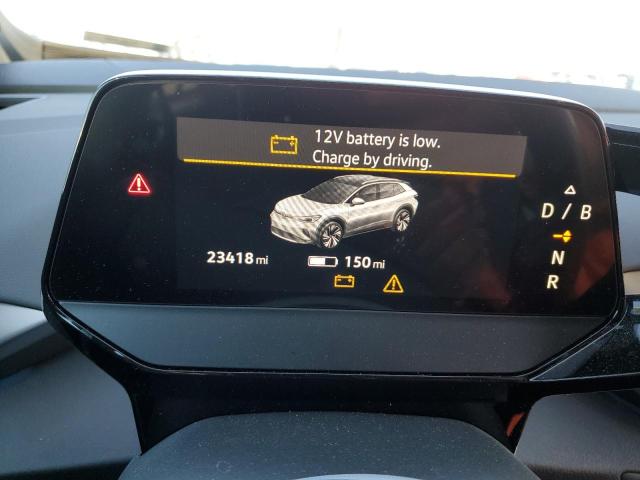 12V battery is low.
Charge by driving.
D / B
N
R
23418 mi
150 mi